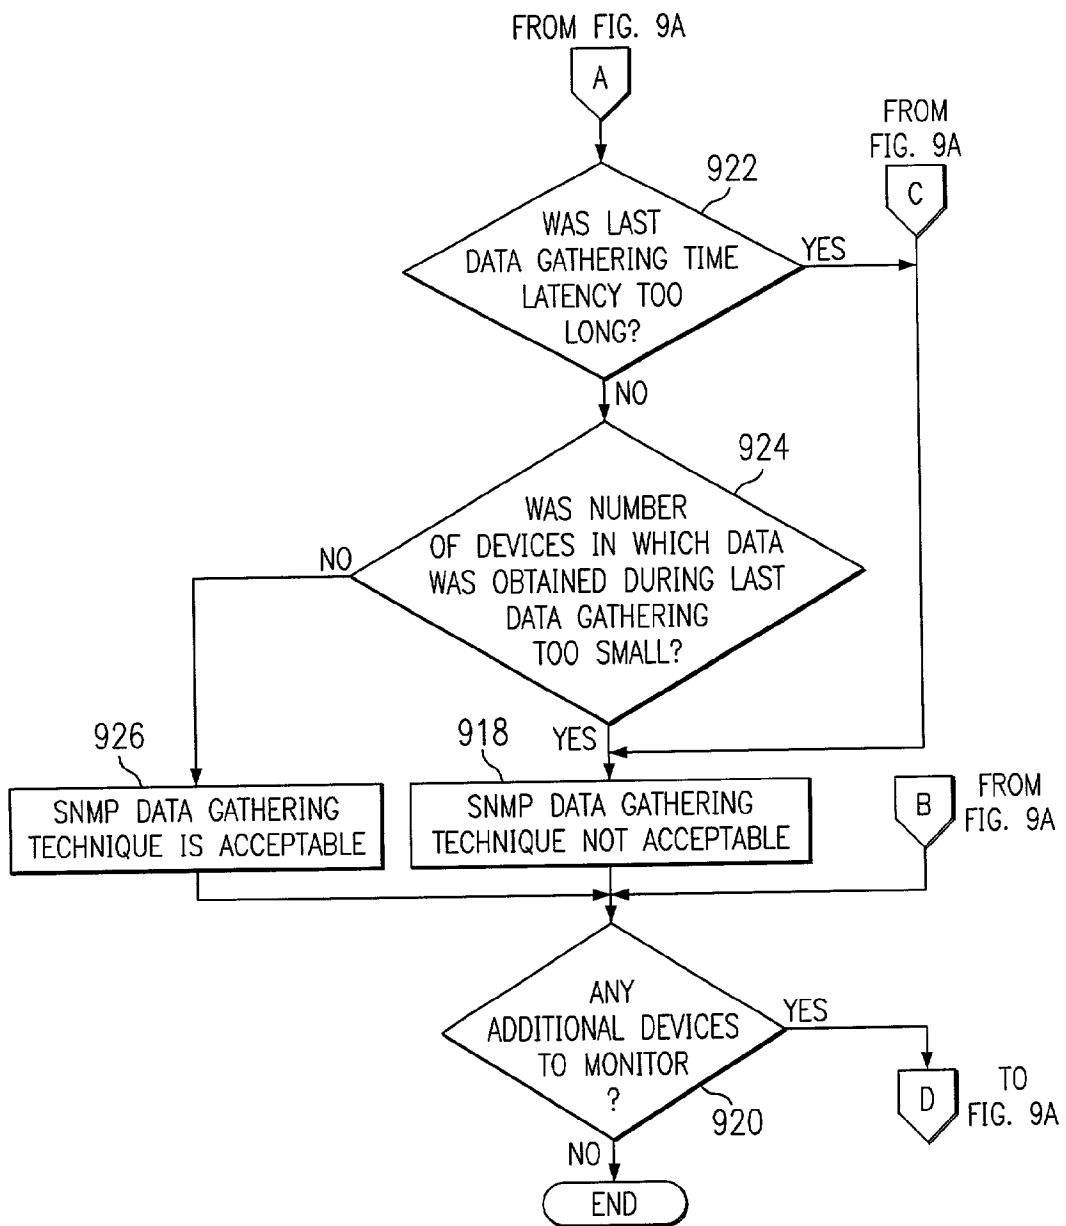 FROM FIG. 9A
A
FROM
FIG. 9A
C
922
WAS LAST
DATA GATHERING TIME
LATENCY TOO
LONG?
YES
NO
924
WAS NUMBER
OF DEVICES IN WHICH DATA
WAS OBTAINED DURING LAST
DATA GATHERING
TOO SMALL?
NO
YES
926
SNMP DATA GATHERING
TECHNIQUE IS ACCEPTABLE
918
SNMP DATA GATHERING
TECHNIQUE NOT ACCEPTABLE
B
FROM
FIG. 9A
ANY
ADDITIONAL DEVICES
TO MONITOR
?
YES
920
D
TO
FIG. 9A
NO
END